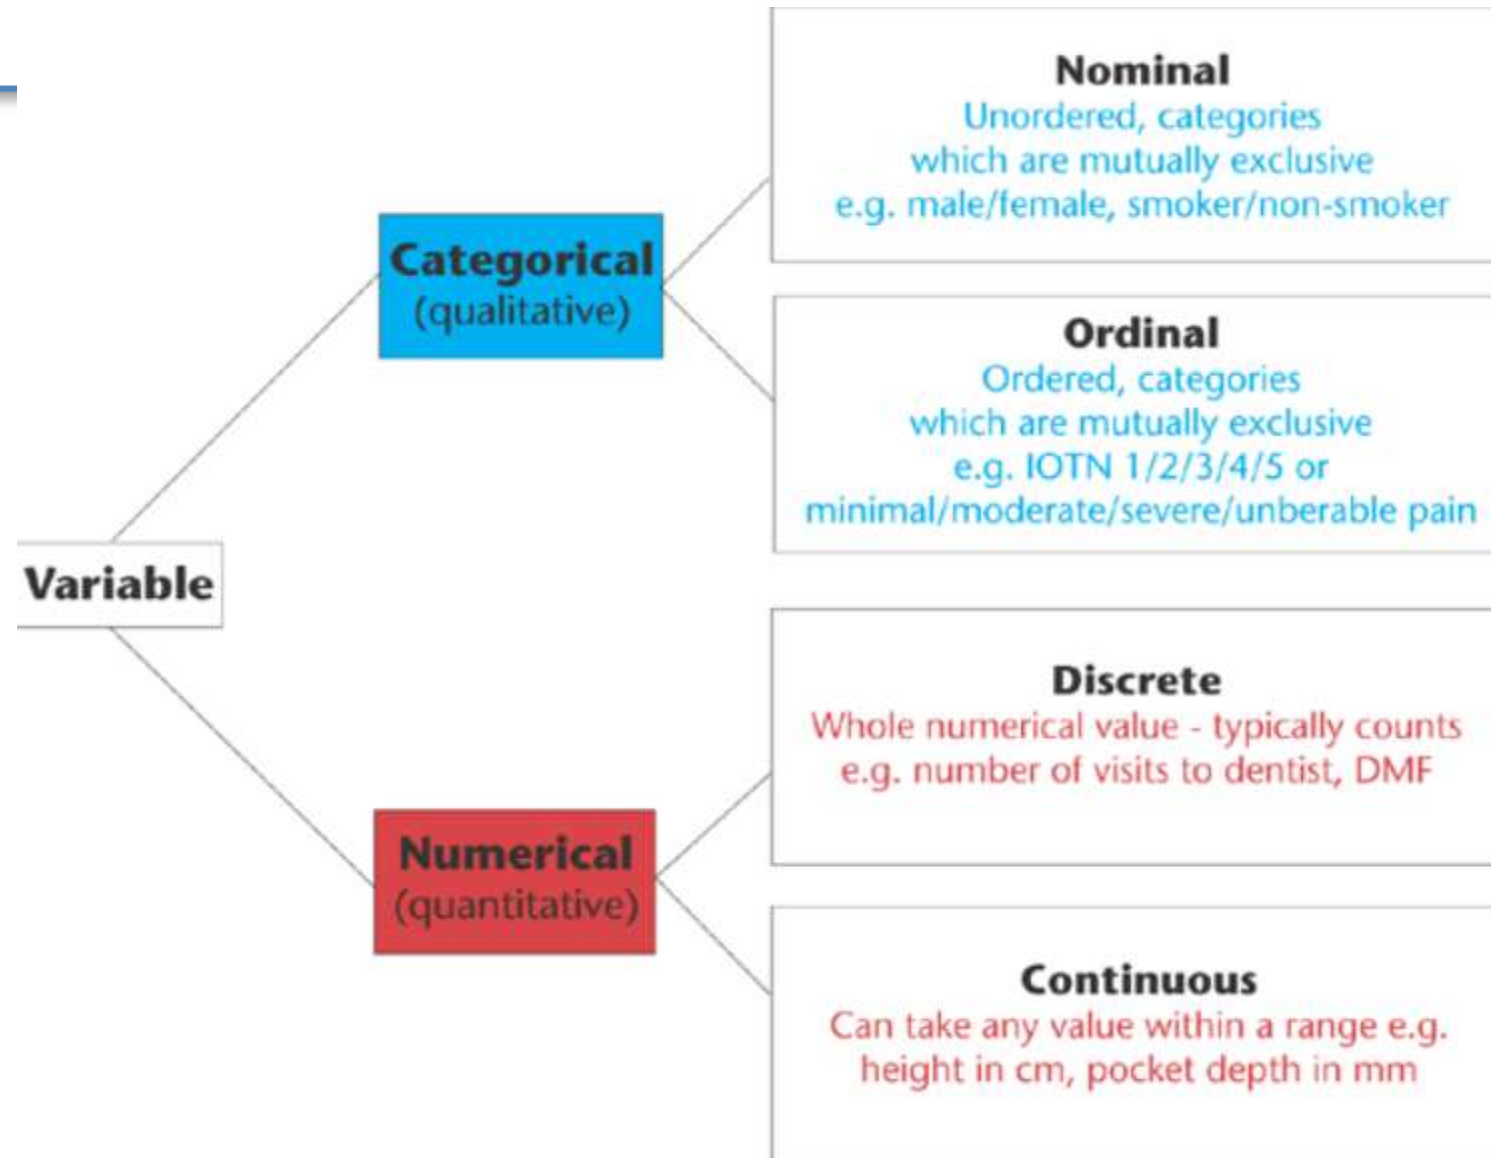 Nominal
Unordered, categories
which are mutually exclusive
e.g. male/female, smoker/non-smoker
Categorical
(qualitative)
Ordinal
Ordered, categories
which are mutually exclusive
e.g. IOTN 1/2/3/4/5 or
minimal/moderate/severe/unberable pain
Variable
Discrete
Whole numerical value - typically counts
e.g. number of visits to dentist, DMF
Numerical
(quantitative)
Continuous
Can take any value within a range e.g.
height in cm, pocket depth in mm